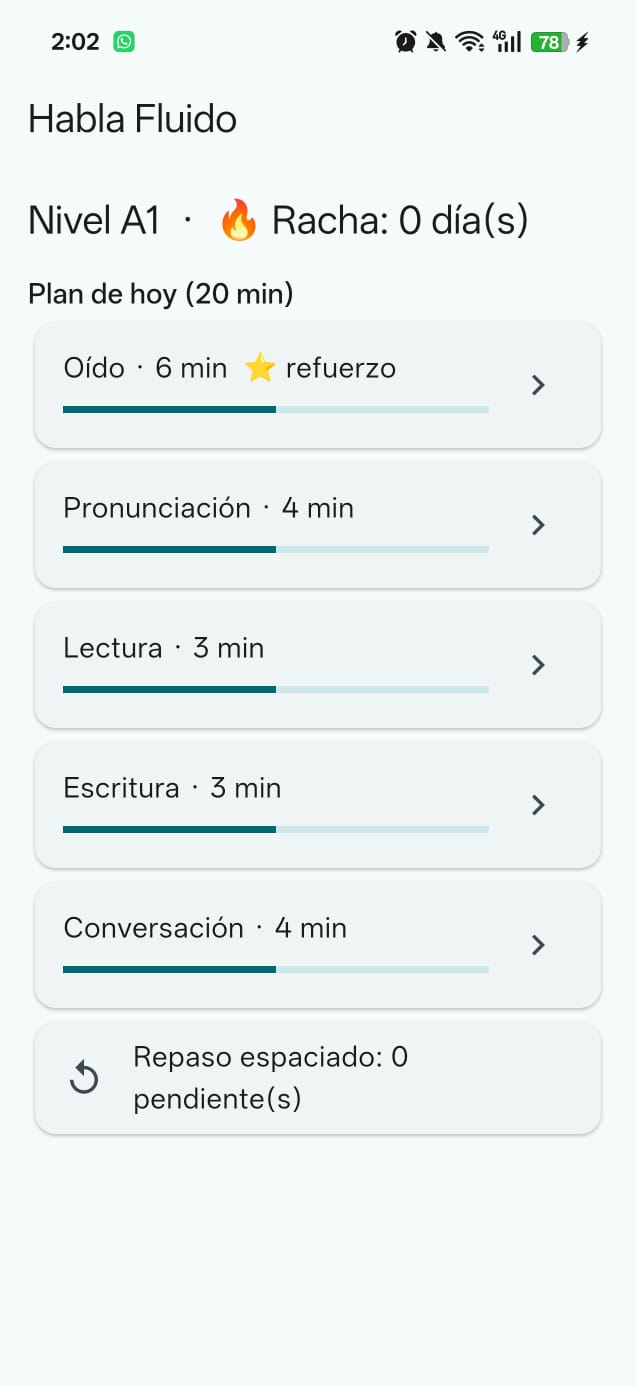 2:02 4G 78
Habla Fluido
Nivel A1 · 🔥 Racha: 0 día(s)
Plan de hoy (20 min)
Oído · 6 min ⭐ refuerzo
Pronunciación · 4 min
Lectura · 3 min
Escritura · 3 min
Conversación · 4 min
Repaso espaciado: 0
pendiente(s)